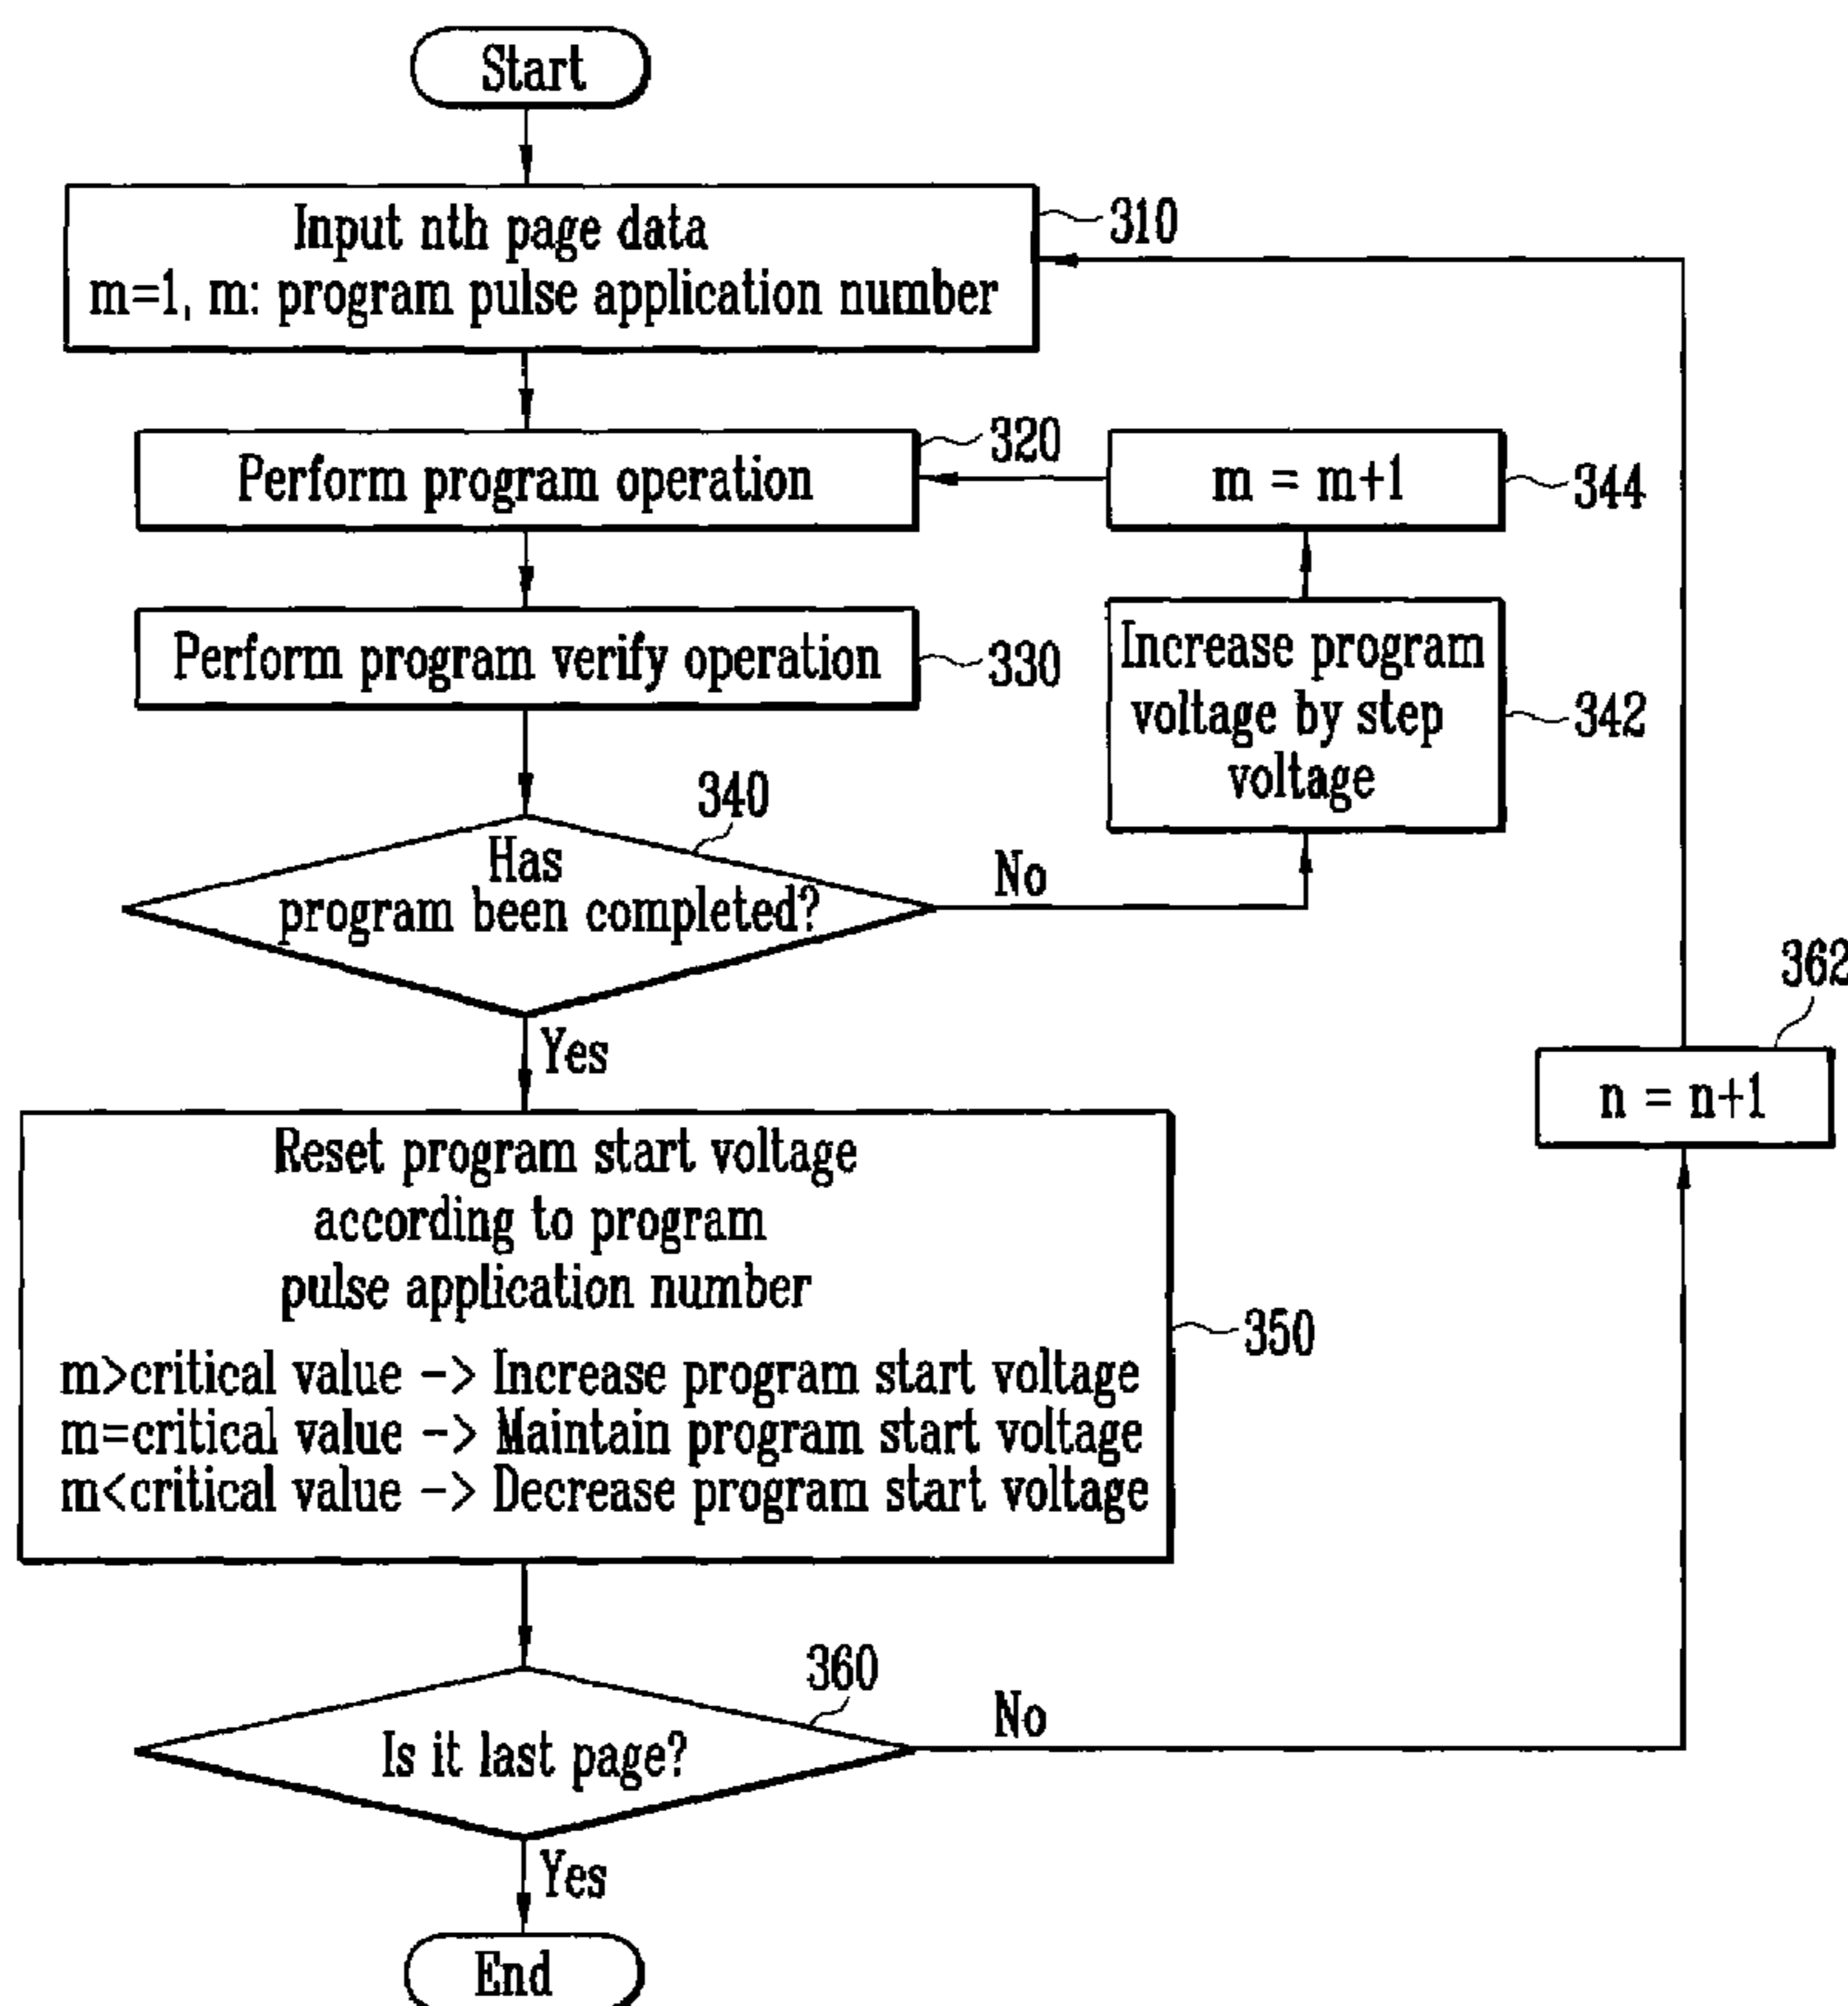 Start
Input nth page data
m=1, m: program pulse application number
310
Perform program operation
320
m = m+1
344
Perform program verify operation
330
Increase program
voltage by step
voltage
342
340
Has
program been completed?
No
Yes
362
n = n+1
Reset program start voltage
according to program
pulse application number
m>critical value -> Increase program start voltage
m=critical value -> Maintain program start voltage
m<critical value -> Decrease program start voltage
350
360
Is it last page?
No
Yes
End